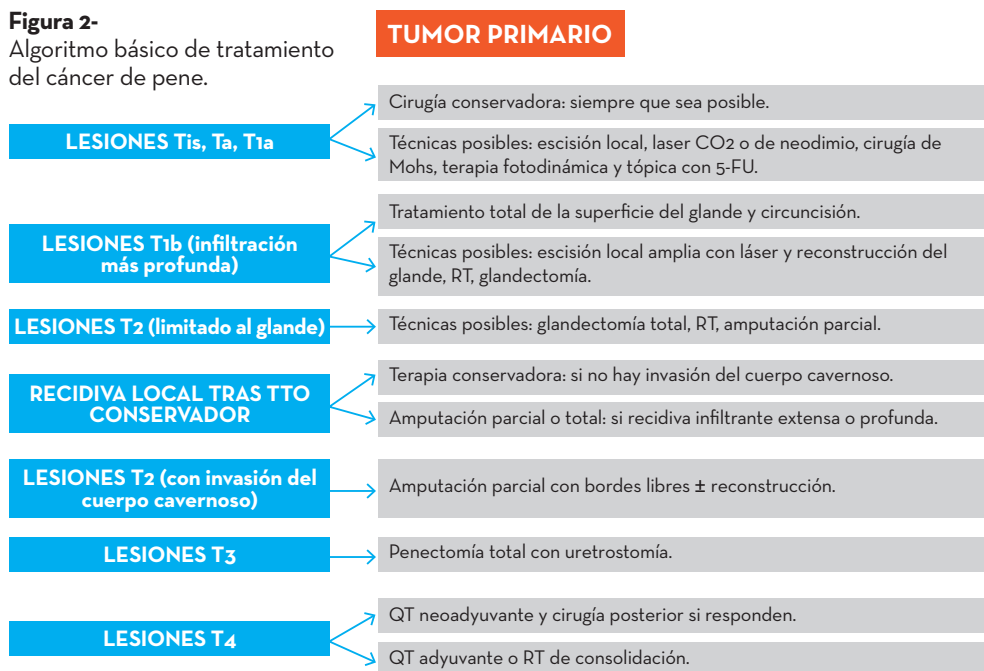 Figura 2-
Algoritmo básico de tratamiento
del cáncer de pene.
TUMOR PRIMARIO
LESIONES Tis, Ta, T1a
Cirugía conservadora: siempre que sea posible.
Técnicas posibles: escisión local, laser CO2 o de neodimio, cirugía de
Mohs, terapia fotodinámica y tópica con 5-FU.
LESIONES T1b (infiltración
más profunda)
Tratamiento total de la superficie del glande y circuncisión.
Técnicas posibles: escisión local amplia con láser y reconstrucción del
glande, RT, glandectomía.
LESIONES T2 (limitado al glande)
Técnicas posibles: glandectomía total, RT, amputación parcial.
RECIDIVA LOCAL TRAS TTO
CONSERVADOR
Terapia conservadora: si no hay invasión del cuerpo cavernoso.
Amputación parcial o total: si recidiva infiltrante extensa o profunda.
LESIONES T2 (con invasión del
cuerpo cavernoso)
Amputación parcial con bordes libres ± reconstrucción.
LESIONES T3
Penectomía total con uretrostomía.
LESIONES T4
QT neoadyuvante y cirugía posterior si responden.
QT adyuvante o RT de consolidación.